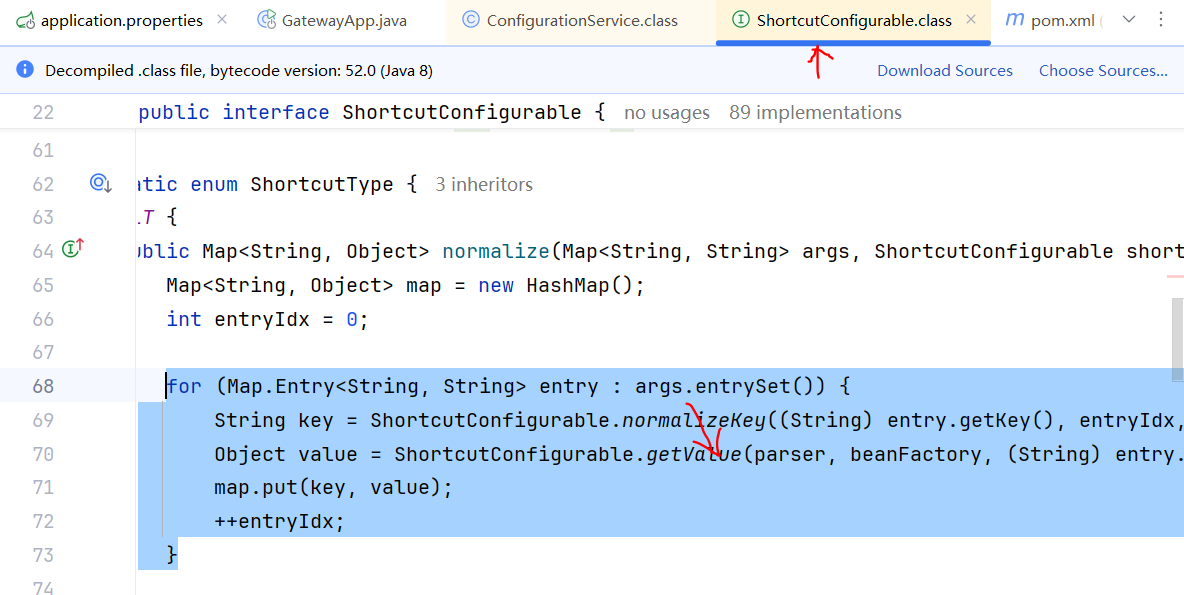 application.properties GatewayApp.java ConfigurationService.class ShortcutConfigurable.class pom.xml
Decompiled .class file, bytecode version: 52.0 (Java 8) Download Sources Choose Sources...
22 public interface ShortcutConfigurable { no usages 89 implementations
61
62 atic enum ShortcutType { 3 inheritors
63 LT {
64 ublic Map<String, Object> normalize(Map<String, String> args, ShortcutConfigurable short
65 Map<String, Object> map = new HashMap();
66 int entryIdx = 0;
67
68 for (Map.Entry<String, String> entry : args.entrySet()) {
69 String key = ShortcutConfigurable.normalizeKey((String) entry.getKey(), entryIdx,
70 Object value = ShortcutConfigurable.getValue(parser, beanFactory, (String) entry.
71 map.put(key, value);
72 ++entryIdx;
73 }
74